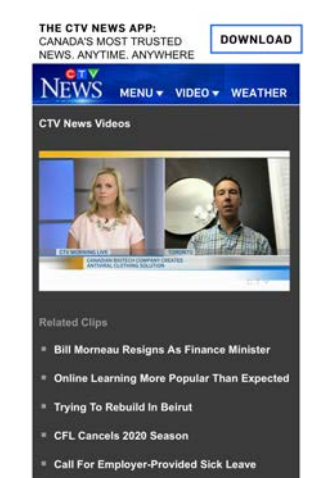 THE CTV NEWS APP:
CANADA'S MOST TRUSTED
NEWS. ANYTIME. ANYWHERE
DOWNLOAD
CTV
NEWS MENU VIDEO WEATHER
CTV News Videos
CTV MORNING LIVE TORONTO
CANADIAN BIOTECH COMPANY CREATES
ANTIVIRAL CLOTHING SOLUTION
CTV
Related Clips
Bill Morneau Resigns As Finance Minister
Online Learning More Popular Than Expected
Trying To Rebuild In Beirut
CFL Cancels 2020 Season
Call For Employer-Provided Sick Leave